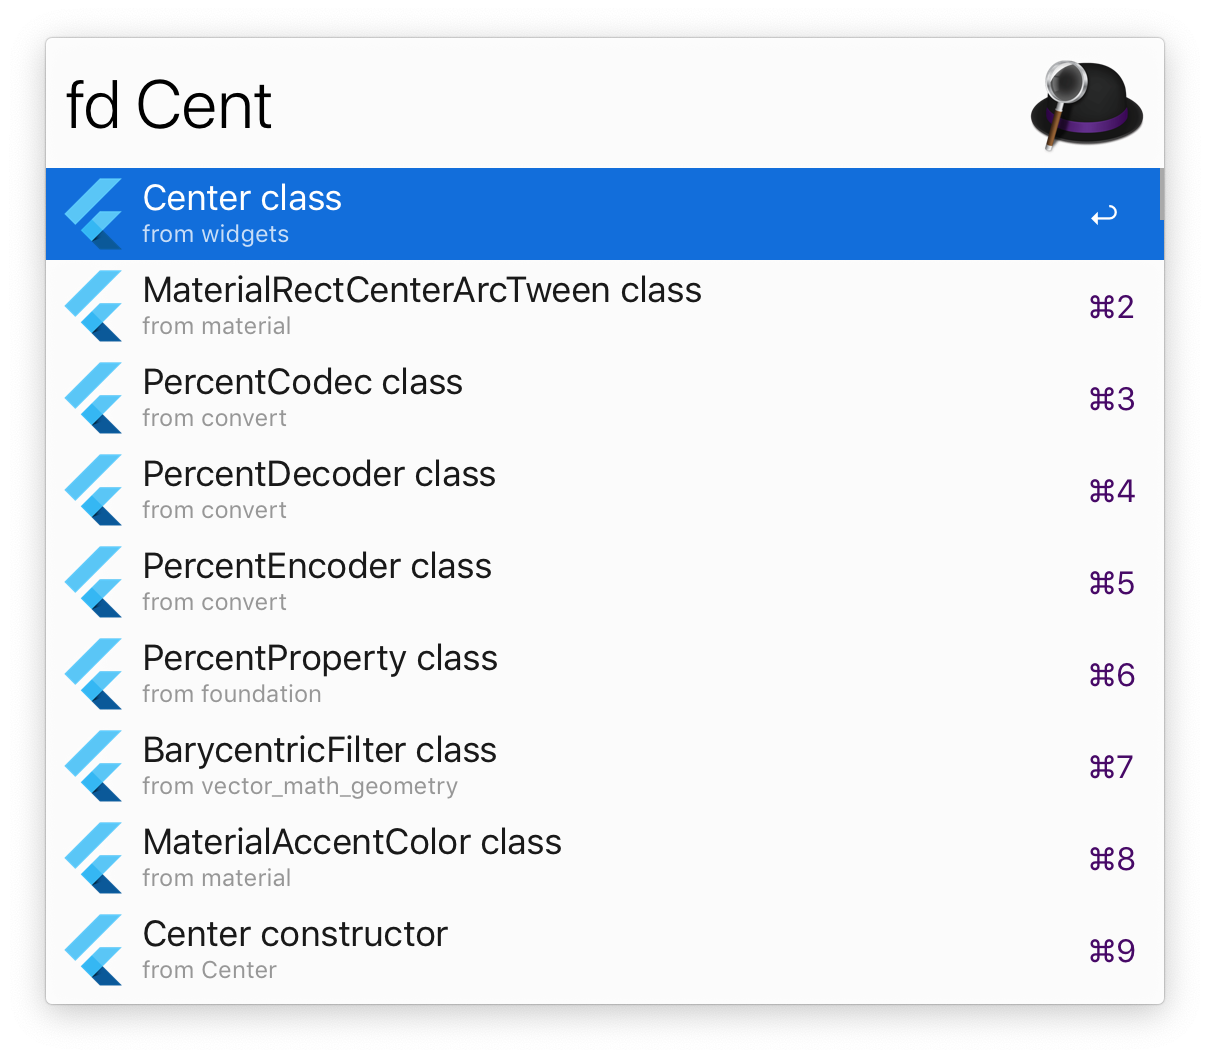 fd Cent
Center class
from widgets
↩
MaterialRectCenterArcTween class
from material
⌘2
PercentCodec class
from convert
⌘3
PercentDecoder class
from convert
⌘4
PercentEncoder class
from convert
⌘5
PercentProperty class
from foundation
⌘6
BarycentricFilter class
from vector_math_geometry
⌘7
MaterialAccentColor class
from material
⌘8
Center constructor
from Center
⌘9